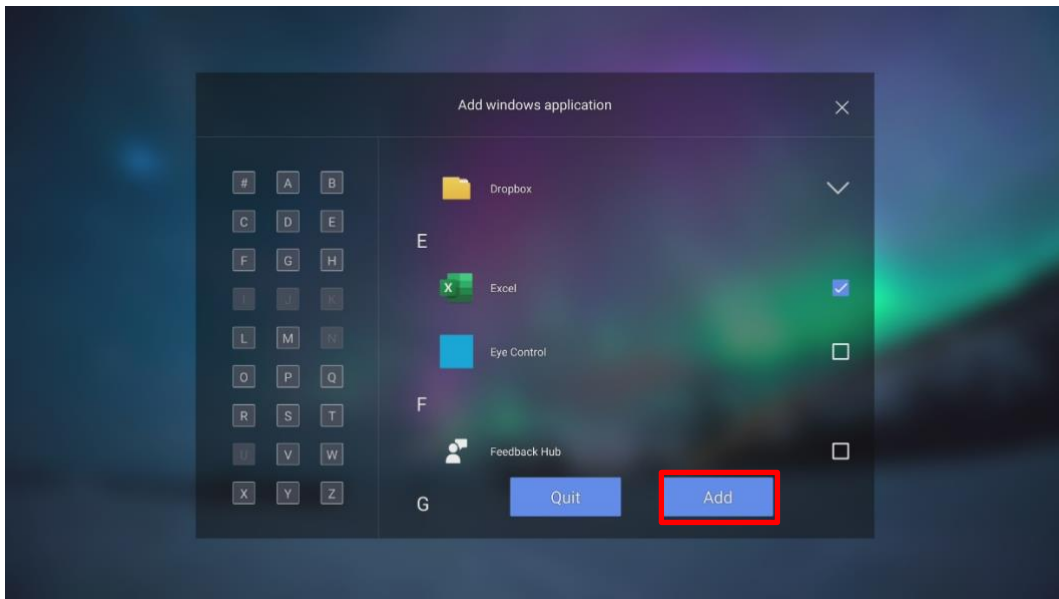 Add windows application
# A B
C D E
F G H
I J K
L M N
O P Q
R S T
U V W
X Y Z
Dropbox
E
X Excel
Eye Control
F
Feedback Hub
G
Quit Add